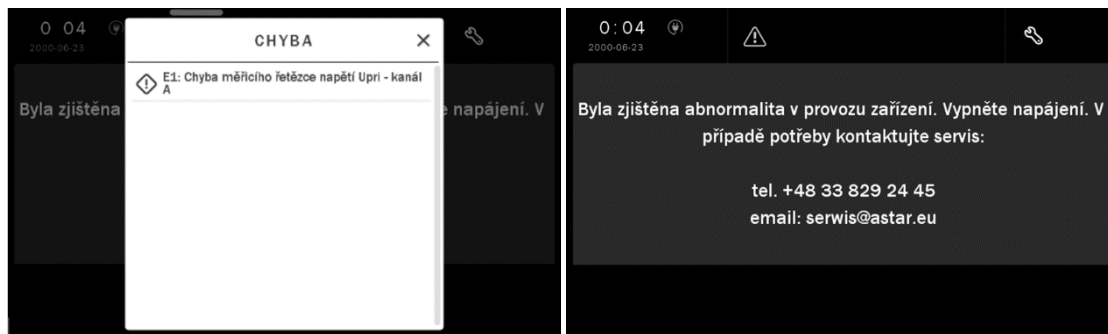 0 04
2000-06-23
CHYBA
E1: Chyba měřicího řetězce napětí Upri - kanál
A
Byla zjištěna
napájení. V
0:04
2000-06-23
Byla zjištěna abnormalita v provozu zařízení. Vypněte napájení. V
případě potřeby kontaktujte servis:
tel. +48 33 829 24 45
email: serwis@astar.eu